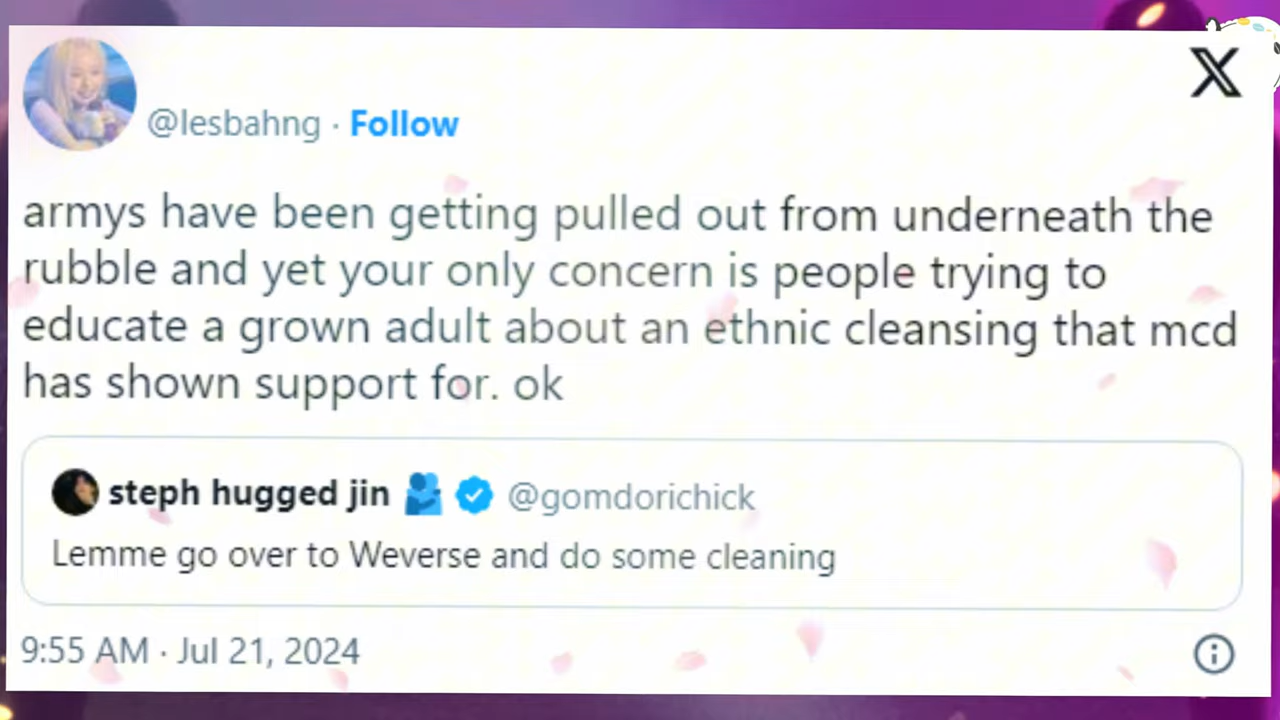 X
@lesbahng · Follow
armys have been getting pulled out from underneath the
rubble and yet your only concern is people trying to
educate a grown adult about an ethnic cleansing that mcd
has shown support for. ok
steph hugged jin 🫂 @gomdorichick
Lemme go over to Weverse and do some cleaning
9:55 AM · Jul 21, 2024